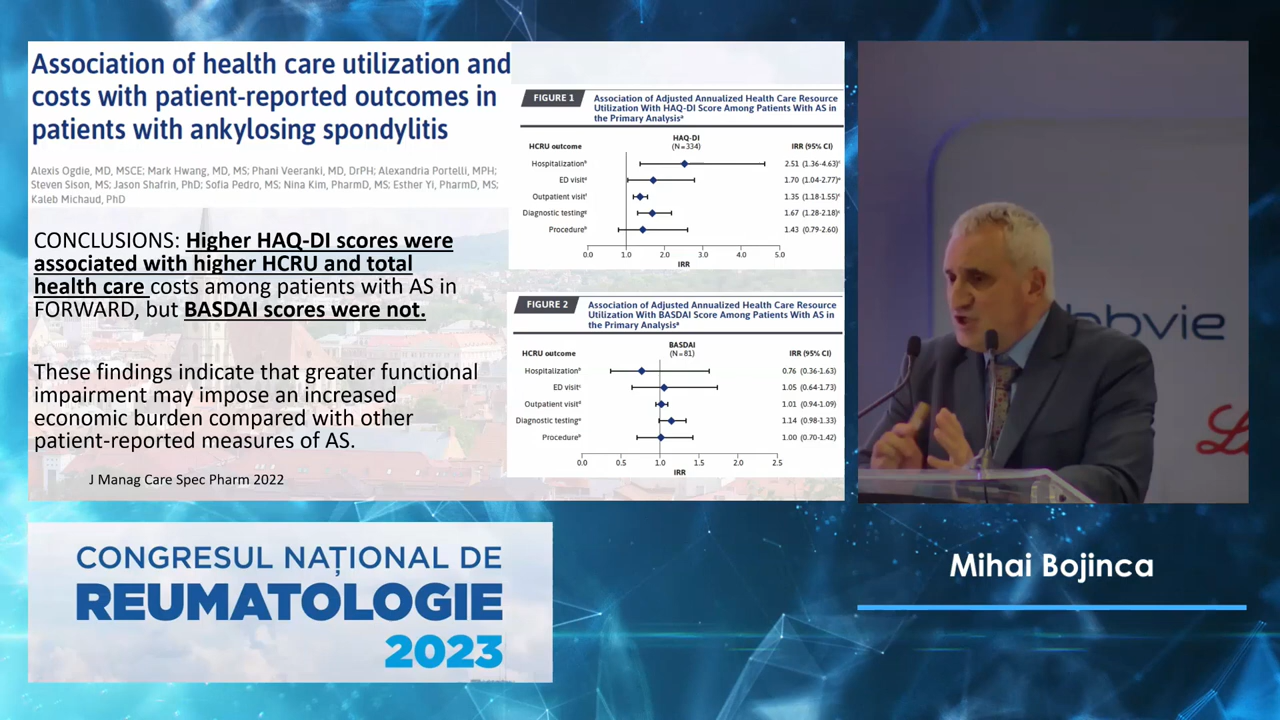 Association of health care utilization and
costs with patient-reported outcomes in
patients with ankylosing spondylitis
Alexis Ogdie, MD, MSCE; Mark Hwang, MD, MS; Phani Veeranki, MD, DrPH; Alexandria Portelli, MPH;
Steven Sison, MS; Jason Shafrin, PhD; Sofia Pedro, MS; Nina Kim, PharmD, MS; Esther Yi, PharmD, MS;
Kaleb Michaud, PhD
CONCLUSIONS: Higher HAQ-DI scores were
associated with higher HCRU and total
health care costs among patients with AS in
FORWARD, but BASDAI scores were not.
These findings indicate that greater functional
impairment may impose an increased
economic burden compared with other
patient-reported measures of AS.
J Manag Care Spec Pharm 2022
FIGURE 1
Association of Adjusted Annualized Health Care Resource
Utilization With HAQ-DI Score Among Patients With AS in
the Primary Analysisᵃ
HAQ-DI
HCRU outcome (N=334) IRR (95% CI)
Hospitalizationᵇ 2.51 (1.36-4.63)ᶜ
ED visitᵈ 1.70 (1.04-2.77)ᵉ
Outpatient visitᶠ 1.35 (1.18-1.55)ᶜ
Diagnostic testingᵍ 1.67 (1.28-2.18)ᶜ
Procedureʰ 1.43 (0.79-2.60)
0.0 1.0 2.0 3.0 4.0 5.0
IRR
FIGURE 2
Association of Adjusted Annualized Health Care Resource
Utilization With BASDAI Score Among Patients With AS in
the Primary Analysisᵃ
BASDAI
HCRU outcome (N=81) IRR (95% CI)
Hospitalizationᵇ 0.76 (0.36-1.63)
ED visitᶜ 1.05 (0.64-1.73)
Outpatient visitᵈ 1.01 (0.94-1.09)
Diagnostic testingᵉ 1.14 (0.98-1.33)
Procedureᵇ 1.00 (0.70-1.42)
0.0 0.5 1.0 1.5 2.0 2.5
IRR
bbvie
CONGRESUL NAȚIONAL DE
REUMATOLOGIE
2023
Mihai Bojinca